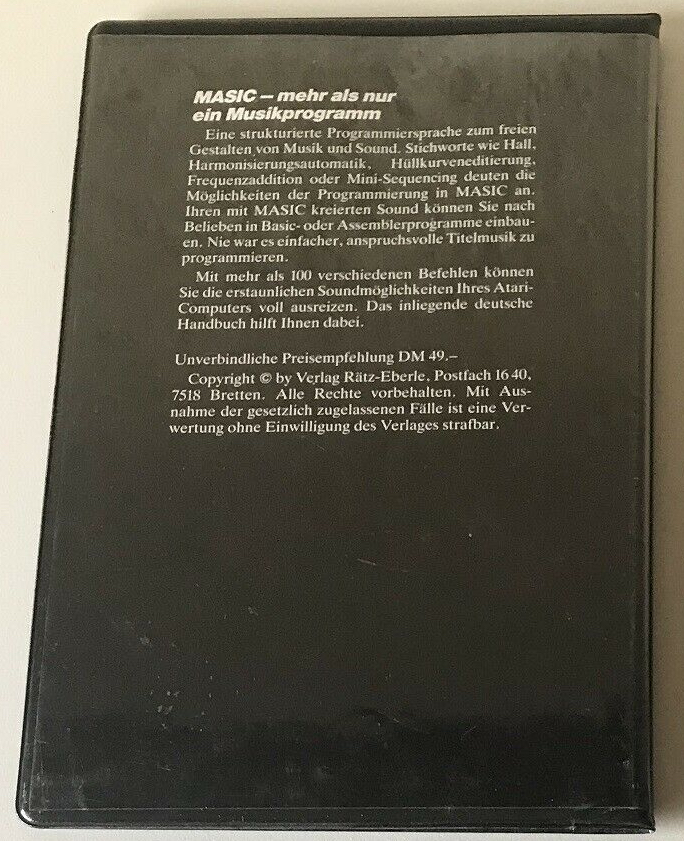 MASIC – mehr als nur
ein Musikprogramm
Eine strukturierte Programmiersprache zum freien
Gestalten von Musik und Sound. Stichworte wie Hall,
Harmonisierungsautomatik, Hüllkurveneditierung,
Frequenzaddition oder Mini-Sequencing deuten die
Möglichkeiten der Programmierung in MASIC an.
Ihren mit MASIC kreierten Sound können Sie nach
Belieben in Basic- oder Assemblerprogramme einbau-
en. Nie war es einfacher, anspruchsvolle Titelmusik zu
programmieren.
Mit mehr als 100 verschiedenen Befehlen können
Sie die erstaunlichen Soundmöglichkeiten Ihres Atari-
Computers voll ausreizen. Das inliegende deutsche
Handbuch hilft Ihnen dabei.
Unverbindliche Preisempfehlung DM 49.–
Copyright © by Verlag Rätz-Eberle, Postfach 1640,
7518 Bretten. Alle Rechte vorbehalten. Mit Aus-
nahme der gesetzlich zugelassenen Fälle ist eine Ver-
wertung ohne Einwilligung des Verlages strafbar.